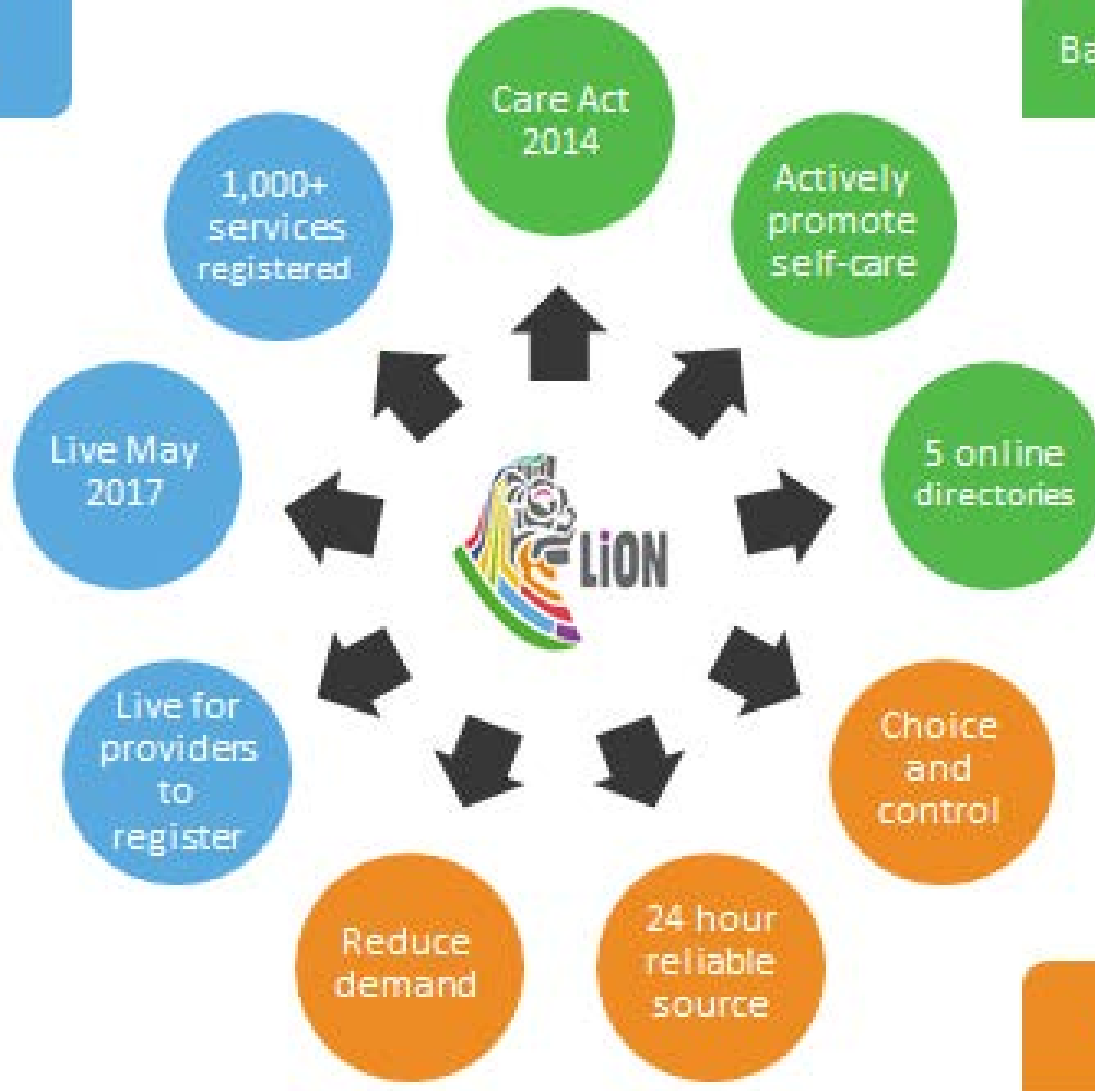 Ba
Care Act
2014
Actively
promote
self-care
5 online
directories
Choice
and
control
24 hour
reliable
source
Reduce
demand
Live for
providers
to
register
Live May
2017
1,000+
services
registered
LiON